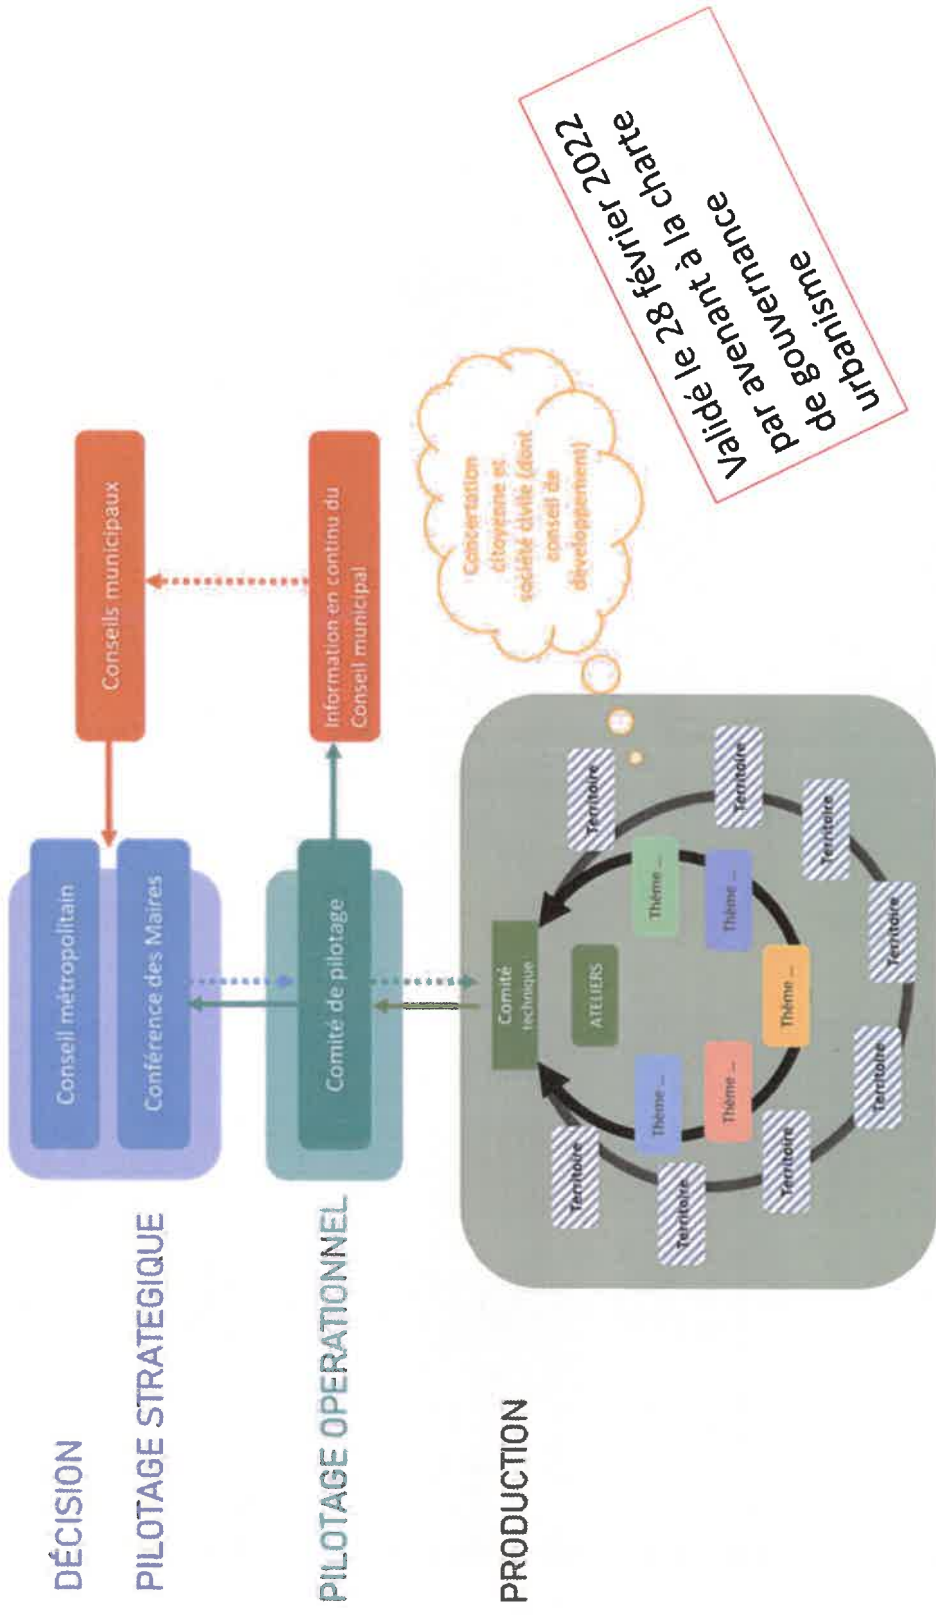 DÉCISION
PILOTAGE STRATEGIQUE
PILOTAGE OPERATIONNEL
PRODUCTION
Conseil métropolitain
Conférence des Maires
Conseils municipaux
Comité de pilotage
Information en continu du
Conseil municipal
Comité
technique
ATELIERS
Thème ...
Thème ...
Thème ...
Thème ...
Thème ...
Territoire
Territoire
Territoire
Territoire
Territoire
Territoire
Territoire
Territoire
Concertation
citoyenne et
société civile (dont
conseil de
développement)
Validé le 28 février 2022
par avenant à la charte
de gouvernance
urbanisme